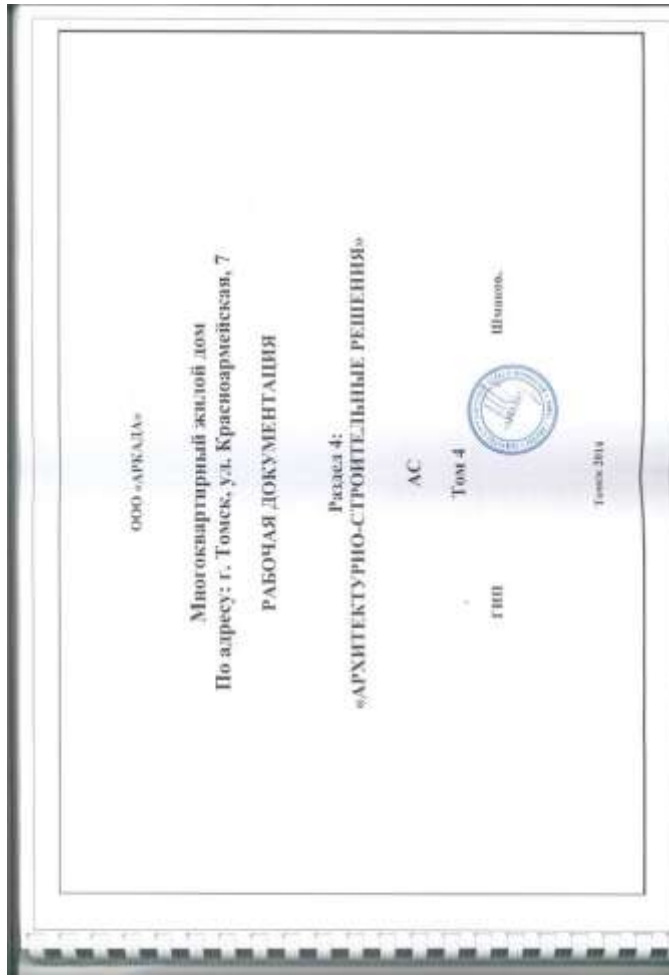 ООО «АРКАДА»
Многоквартирный жилой дом
По адресу: г. Томск, ул. Красноармейская, 7
РАБОЧАЯ ДОКУМЕНТАЦИЯ
Раздел 4:
«АРХИТЕКТУРНО-СТРОИТЕЛЬНЫЕ РЕШЕНИЯ»
АС
Том 4
ГИП
Томск 2014